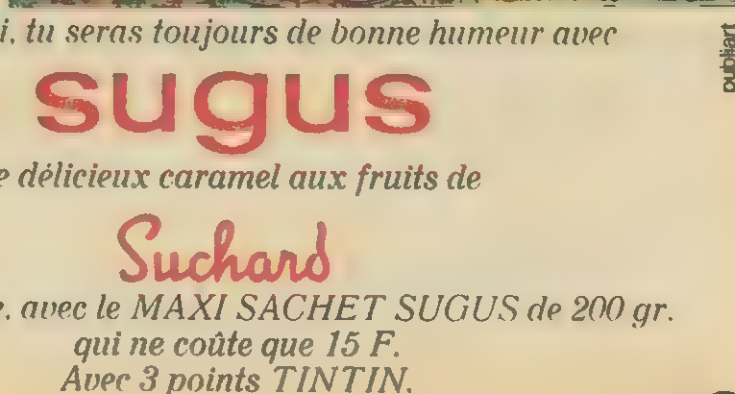 i, tu seras toujours de bonne humeur avec
sugus
e délicieux caramel aux fruits de
Suchard
avec le MAXI SACHET SUGUS de 200 gr.
qui ne coûte que 15 F.
Avec 3 points TINTIN.
publiart